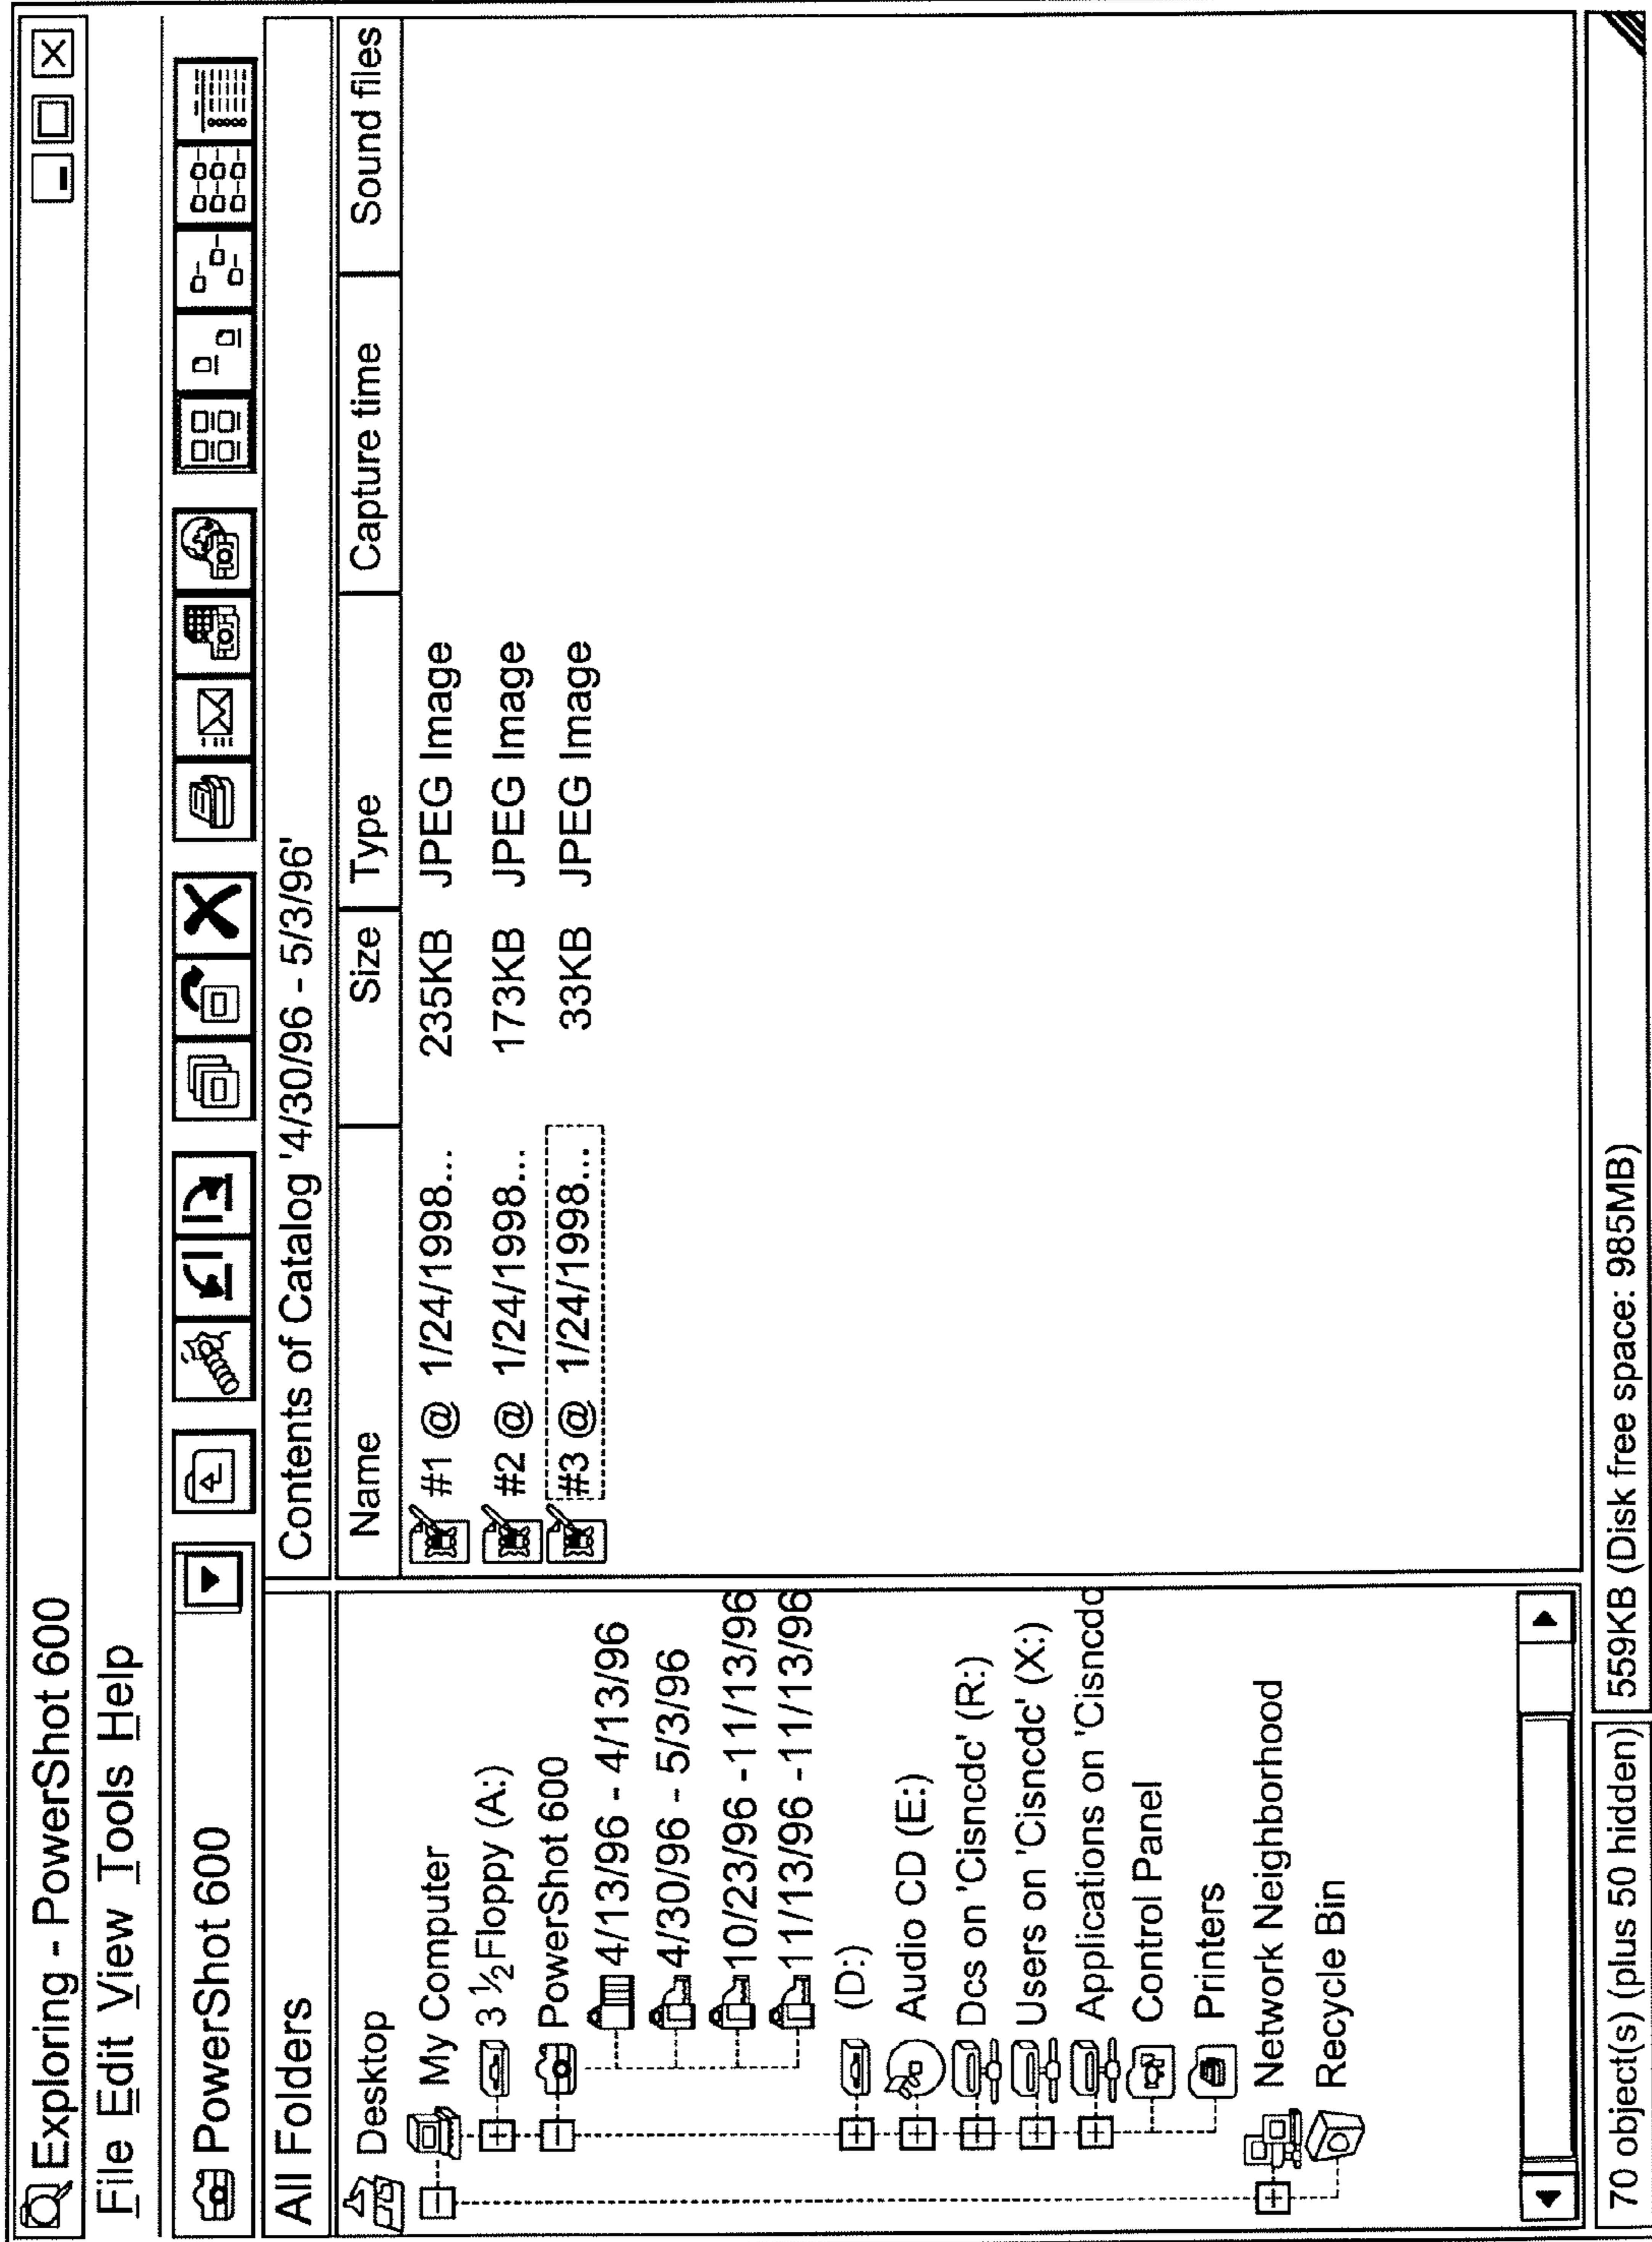 Exploring - PowerShot 600
File Edit View Tools Help
PowerShot 600
All Folders
Contents of Catalog '4/30/96 - 5/3/96'
Desktop
My Computer
3 ½ Floppy (A:)
PowerShot 600
4/13/96 - 4/13/96
4/30/96 - 5/3/96
10/23/96 -11/13/96
11/13/96 -11/13/96
(D:)
Audio CD (E:)
Dcs on 'Cisncdc' (R:)
Users on 'Cisncdc' (X:)
Applications on 'Cisncdc
Control Panel
Printers
Network Neighborhood
Recycle Bin
Name Size Type Capture time Sound files
#1 @ 1/24/1998... 235KB JPEG Image
#2 @ 1/24/1998... 173KB JPEG Image
#3 @ 1/24/1998... 33KB JPEG Image
70 object(s) (plus 50 hidden) 559KB (Disk free space: 985MB)